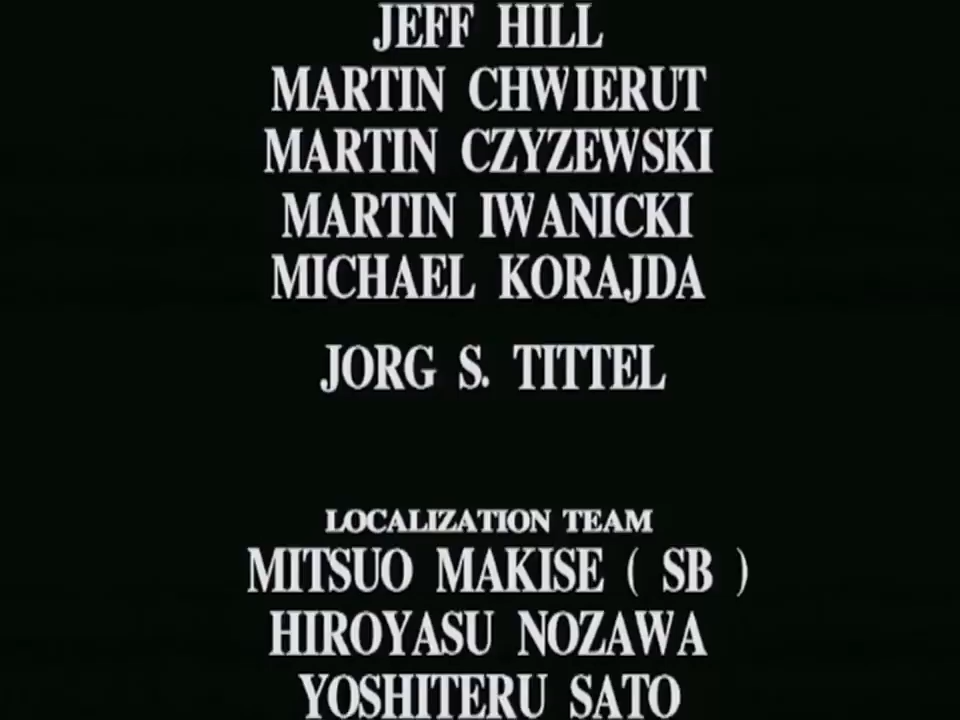 JEFF HILL
MARTIN CHWIERUT
MARTIN CZYZEWSKI
MARTIN IWANICKI
MICHAEL KORAJDA
JORG S. TITTEL
LOCALIZATION TEAM
MITSUO MAKISE ( SB )
HIROYASU NOZAWA
YOSHITERU SATO